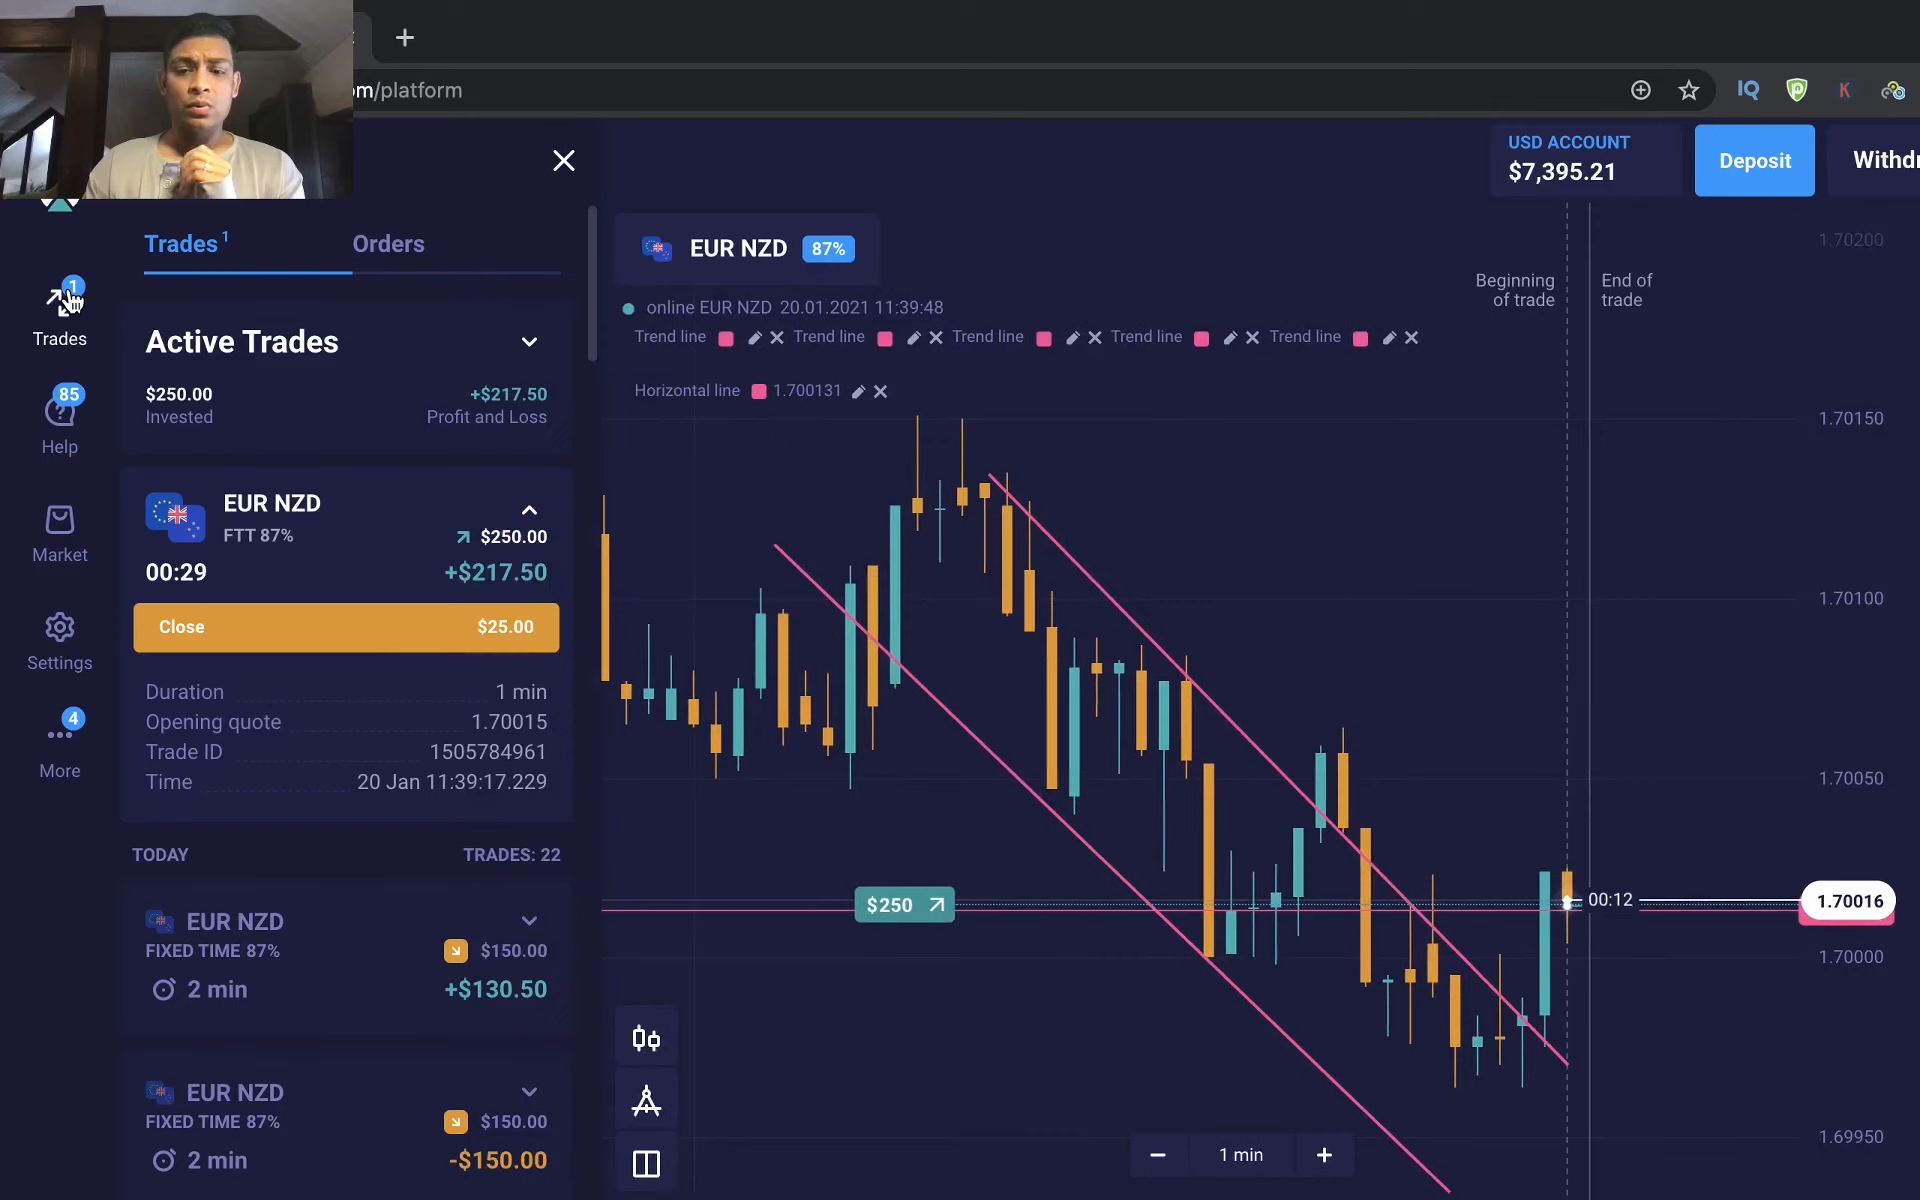 om/platform
IQ
K
USD ACCOUNT
$7,395.21
Deposit
Withdr
Trades 1
Orders
1
Trades
85
Help
Market
Settings
4
More
Active Trades
$250.00
+$217.50
Invested
Profit and Loss
EUR NZD
FTT 87%
$250.00
00:29
+$217.50
Close
$25.00
Duration
1 min
Opening quote
1.70015
Trade ID
1505784961
Time
20 Jan 11:39:17.229
TODAY
TRADES: 22
EUR NZD
FIXED TIME 87%
$150.00
2 min
+$130.50
EUR NZD
FIXED TIME 87%
$150.00
2 min
-$150.00
EUR NZD 87%
online EUR NZD 20.01.2021 11:39:48
Trend line Trend line Trend line Trend line Trend line
Horizontal line 1.700131
Beginning
of trade
End of
trade
$250
00:12
1.70200
1.70150
1.70100
1.70050
1.70016
1.70000
1.69950
1 min